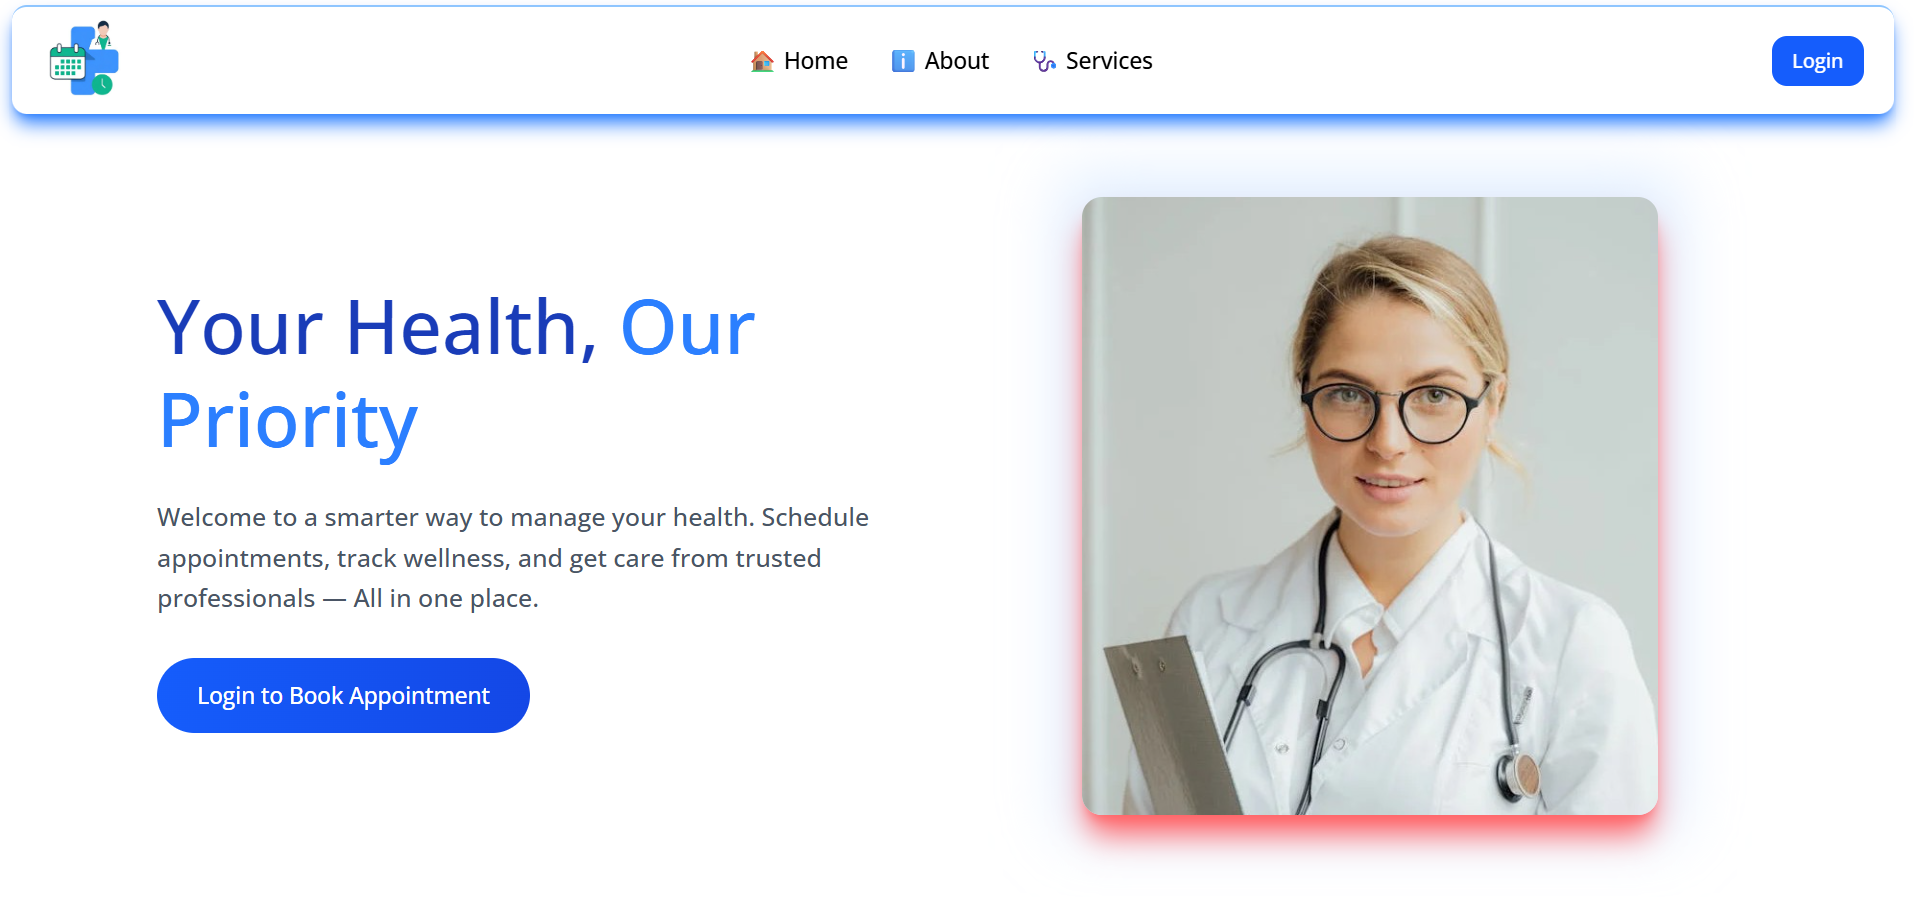 Home
About
Services
Login
Your Health, Our
Priority
Welcome to a smarter way to manage your health. Schedule
appointments, track wellness, and get care from trusted
professionals — All in one place.
Login to Book Appointment